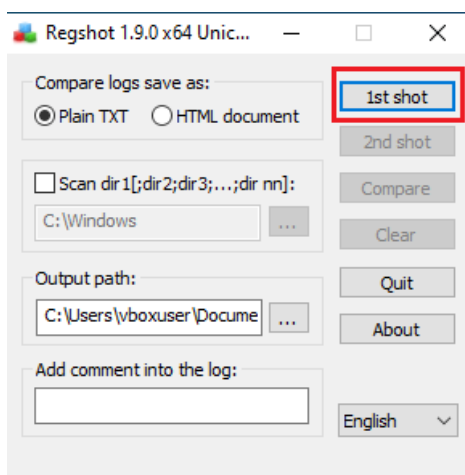 Regshot 1.9.0 x64 Unic...
Compare logs save as:
Plain TXT HTML document
1st shot
2nd shot
Scan dir1[;dir2;dir3;...;dir nn]:
C:\Windows ...
Compare
Clear
Output path:
C:\Users\vboxuser\Docume ...
Quit
About
Add comment into the log:
English